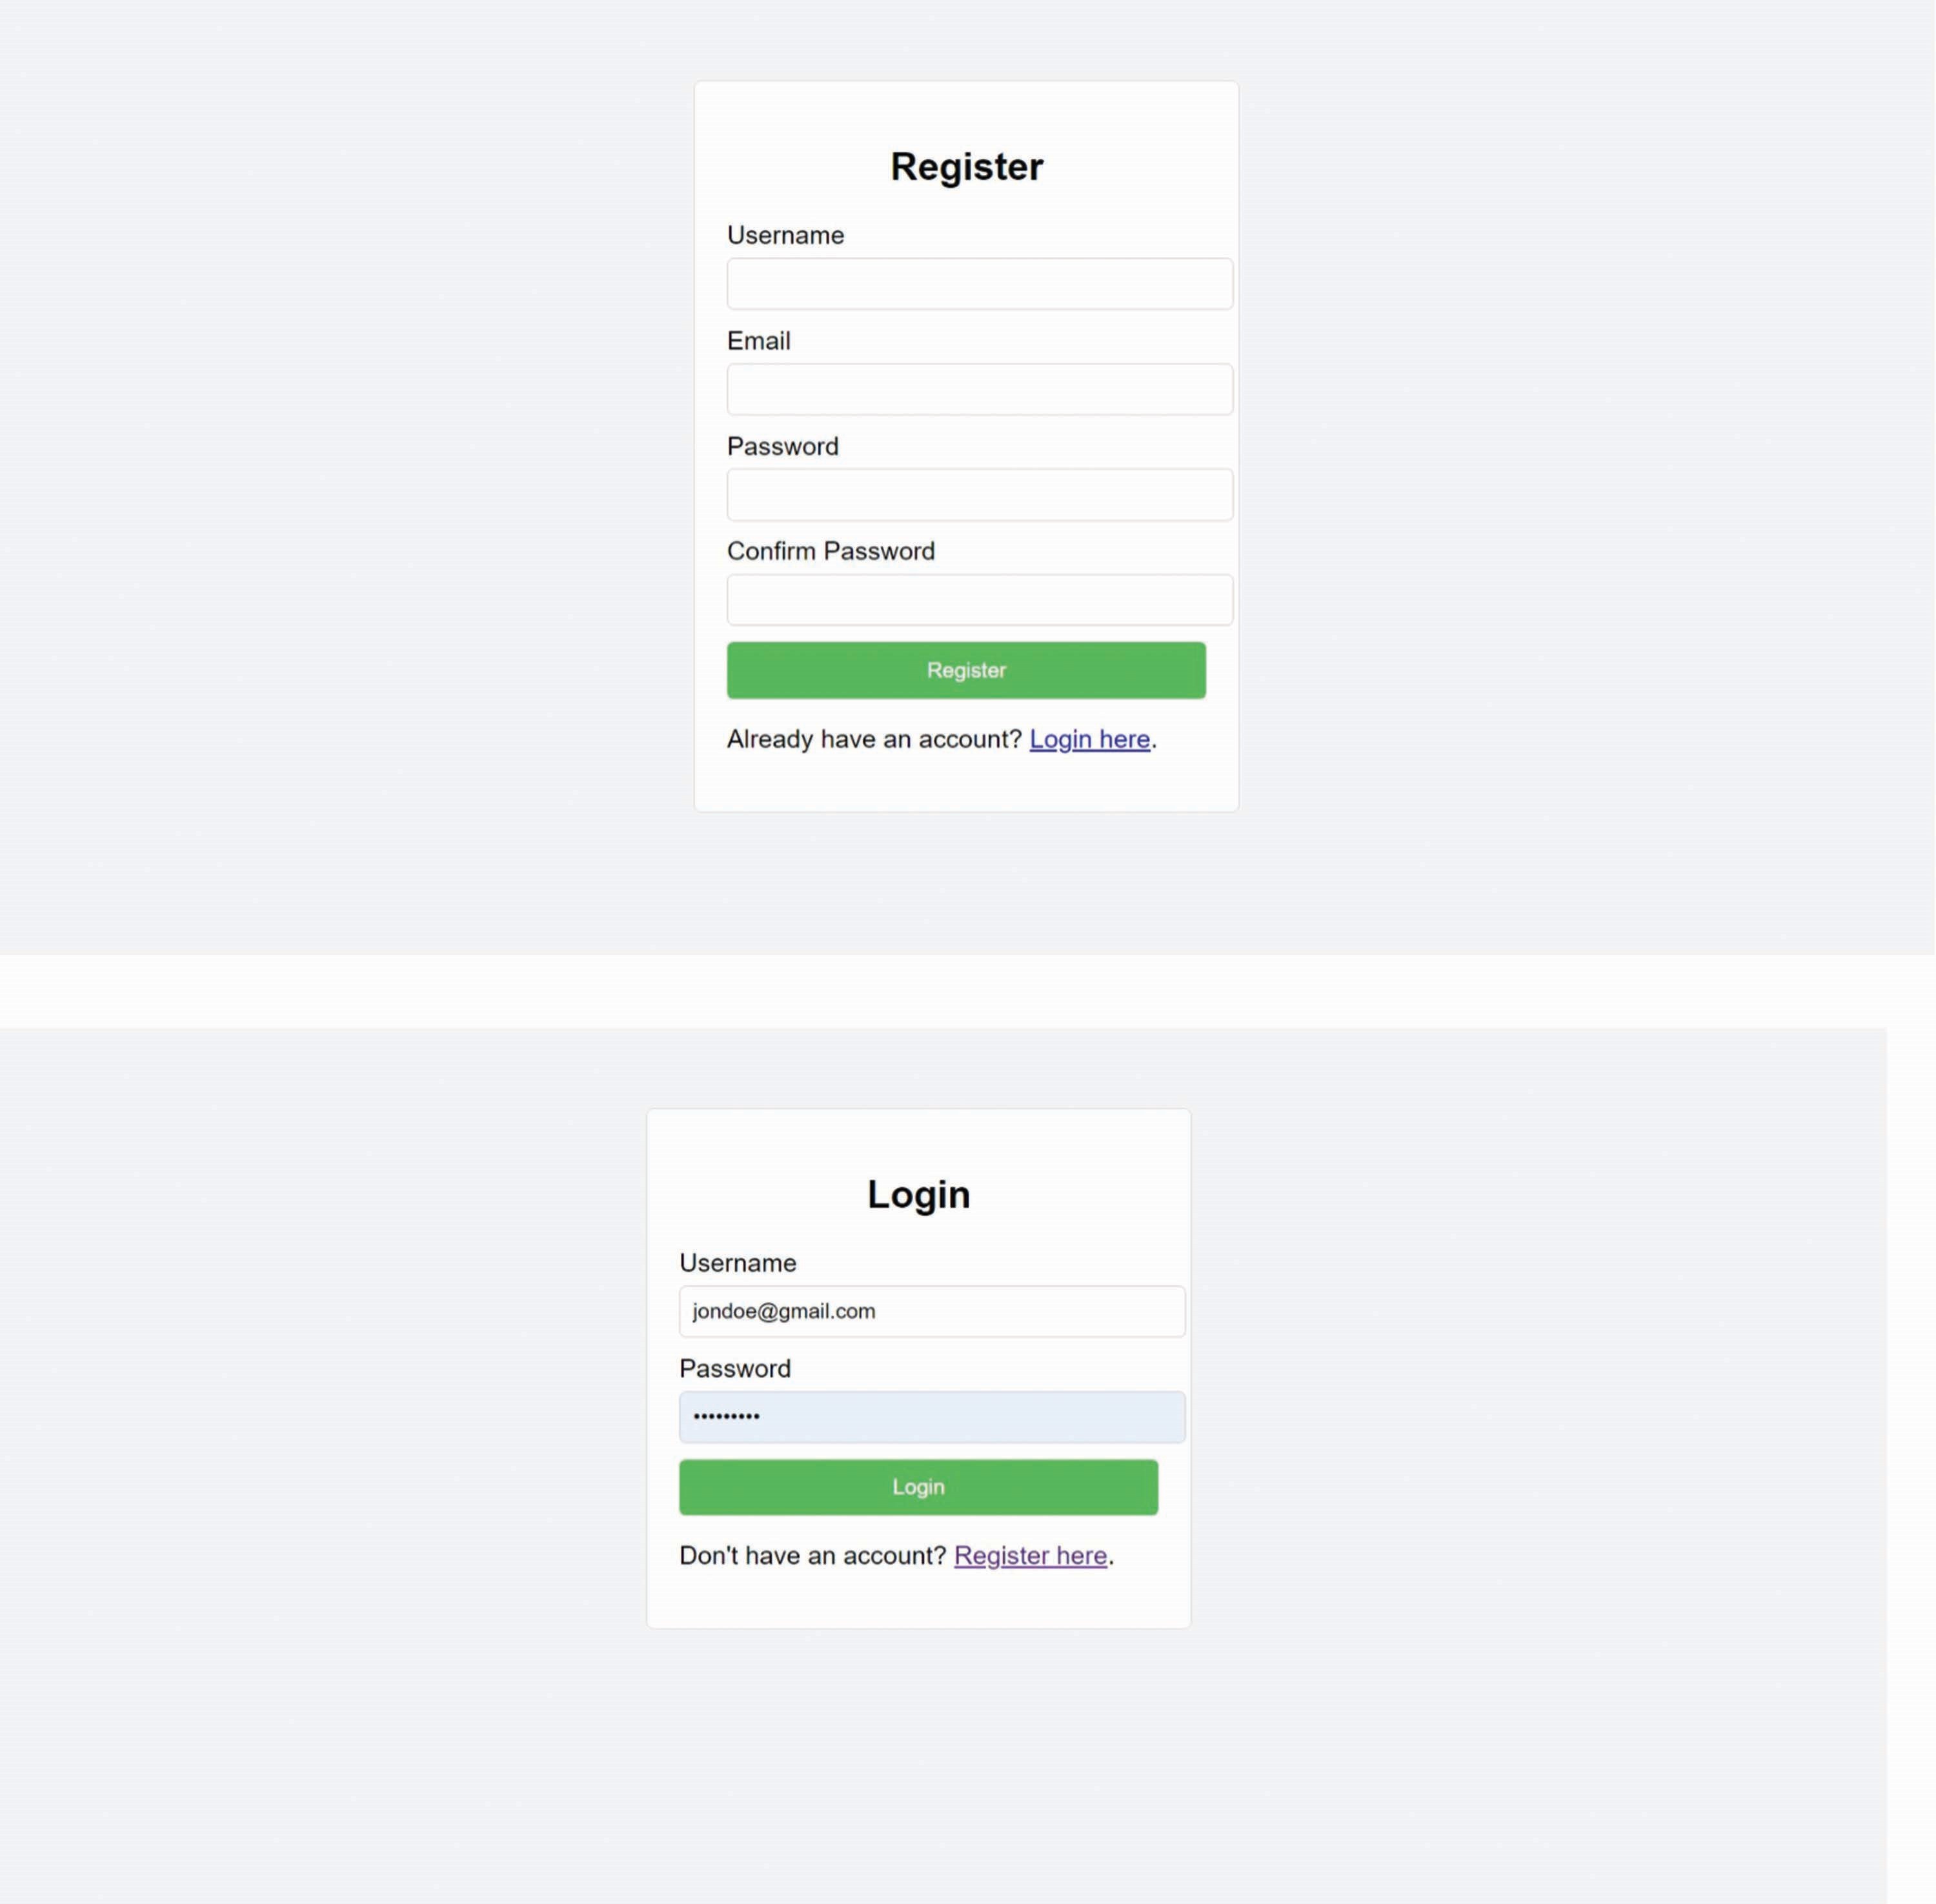 Register
Username
Email
Password
Confirm Password
Register
Already have an account? Login here.
Login
Username
jondoe@gmail.com
Password
•••••••••
Login
Don't have an account? Register here.